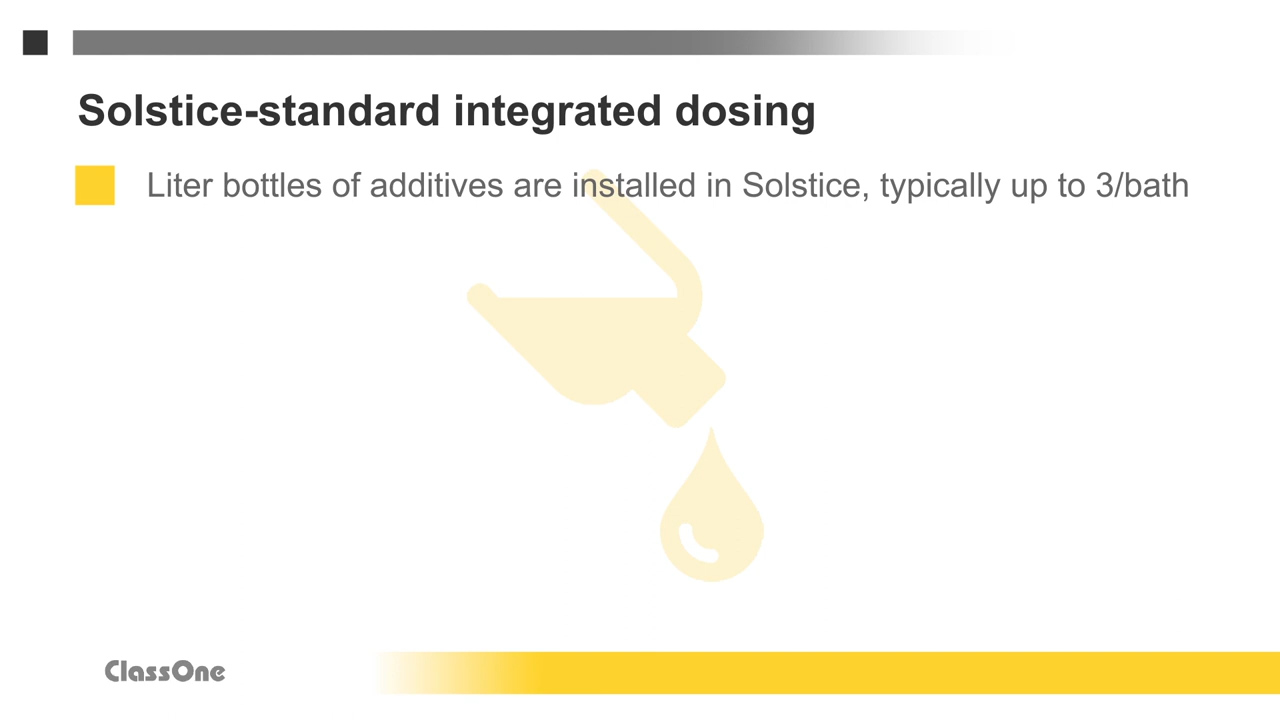 Solstice-standard integrated dosing
Liter bottles of additives are installed in Solstice, typically up to 3/bath
ClassOne